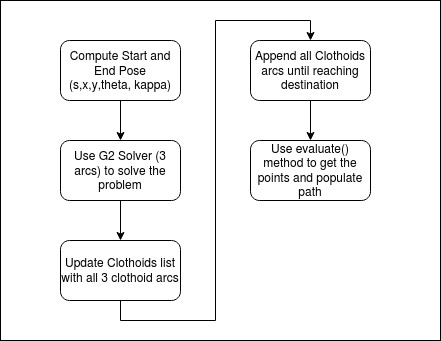 Compute Start and
End Pose
(s,x,y,theta, kappa)
Use G2 Solver (3
arcs) to solve the
problem
Update Clothoids list
with all 3 clothoid arcs
Append all Clothoids
arcs until reaching
destination
Use evaluate()
method to get the
points and populate
path